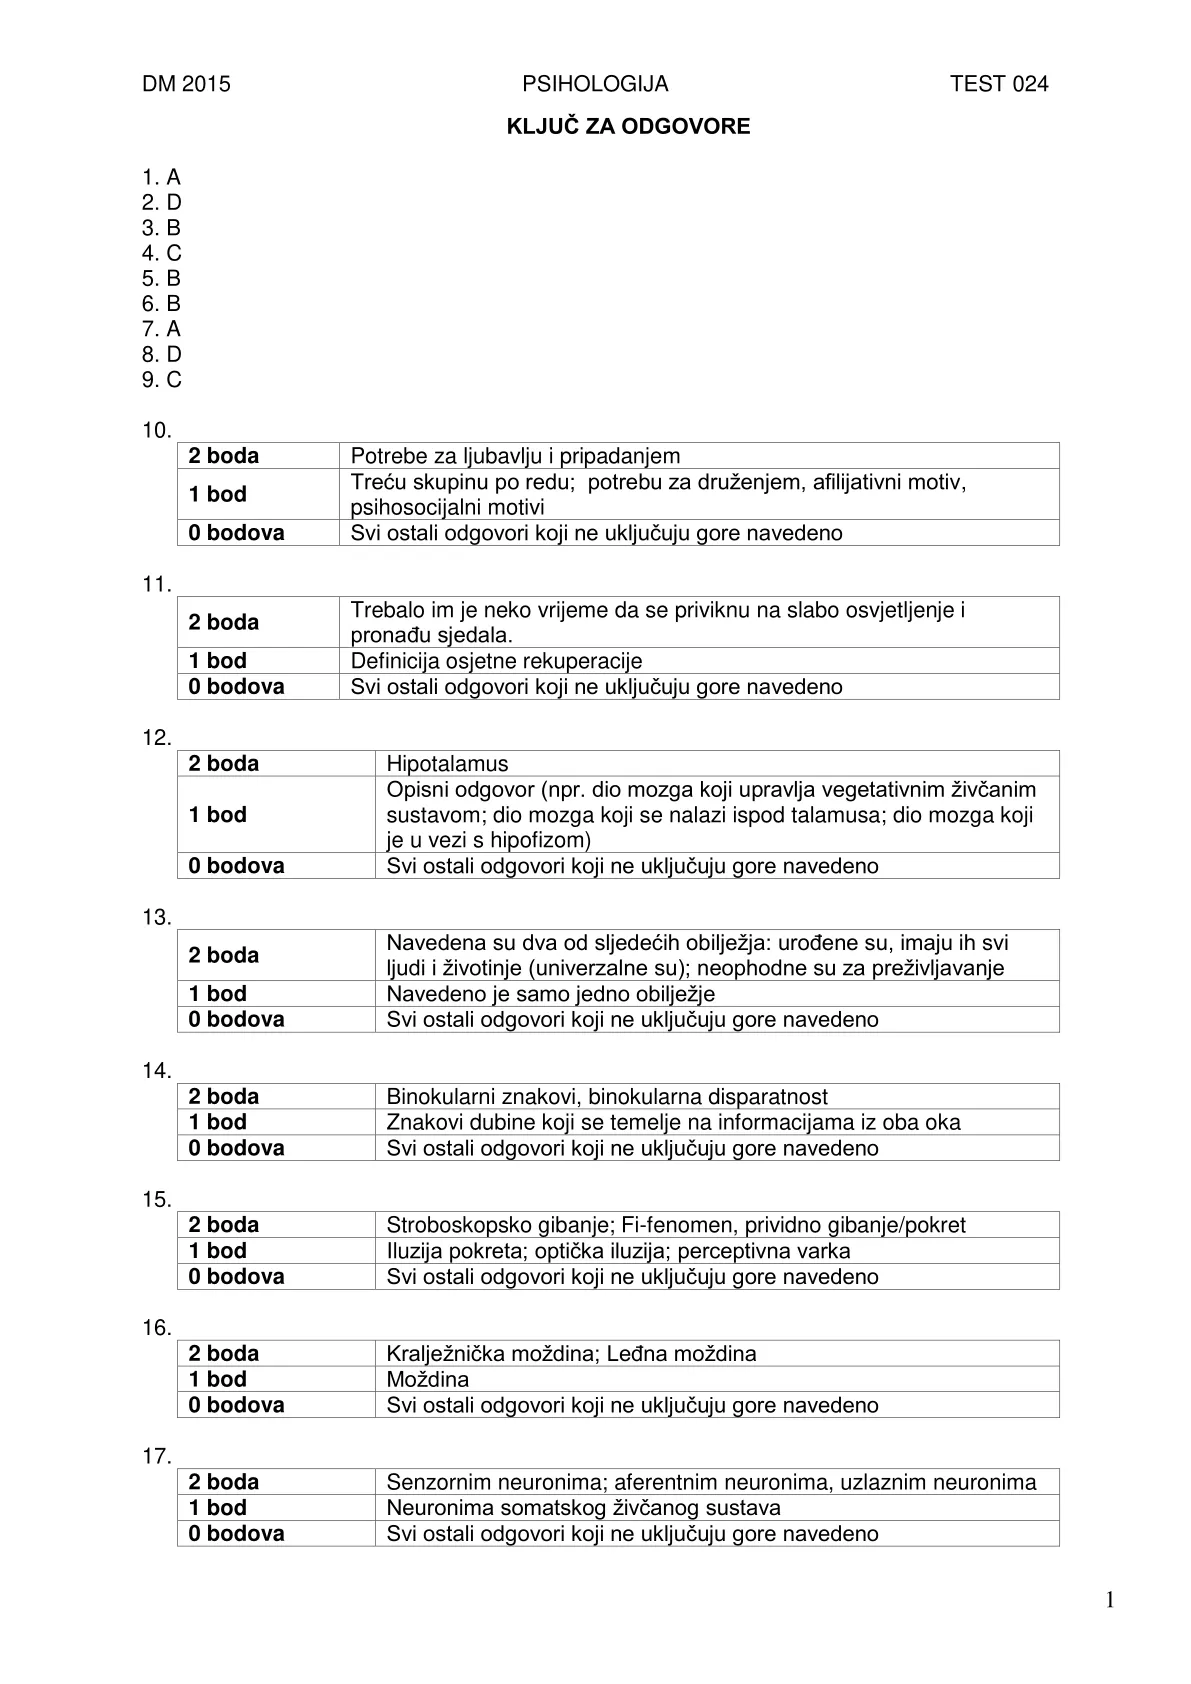 DM 2015 PSIHOLOGIJA TEST 024
KLJUČ ZA ODGOVORE
1. A
2. D
3. B
4. C
5. B
6. B
7. A
8. D
9. C
10.
2 boda Potrebe za ljubavlju i pripadanjem
1 bod Treću skupinu po redu;  potrebu za druženjem, afilijativni motiv,
psihosocijalni motivi
0 bodova Svi ostali odgovori koji ne uključuju gore navedeno
11.
2 boda Trebalo im je neko vrijeme da se priviknu na slabo osvjetljenje i
pronađu sjedala.
1 bod Definicija osjetne rekuperacije
0 bodova Svi ostali odgovori koji ne uključuju gore navedeno
12.
2 boda Hipotalamus
1 bod Opisni odgovor (npr. dio mozga koji upravlja vegetativnim živčanim
sustavom; dio mozga koji se nalazi ispod talamusa; dio mozga koji
je u vezi s hipofizom)
0 bodova Svi ostali odgovori koji ne uključuju gore navedeno
13.
2 boda Navedena su dva od sljedećih obilježja: urođene su, imaju ih svi
ljudi i životinje (univerzalne su); neophodne su za preživljavanje
1 bod Navedeno je samo jedno obilježje
0 bodova Svi ostali odgovori koji ne uključuju gore navedeno
14.
2 boda Binokularni znakovi, binokularna disparatnost
1 bod Znakovi dubine koji se temelje na informacijama iz oba oka
0 bodova Svi ostali odgovori koji ne uključuju gore navedeno
15.
2 boda Stroboskopsko gibanje; Fi-fenomen, prividno gibanje/pokret
1 bod Iluzija pokreta; optička iluzija; perceptivna varka
0 bodova Svi ostali odgovori koji ne uključuju gore navedeno
16.
2 boda Kralježnička moždina; Leđna moždina
1 bod Moždina
0 bodova Svi ostali odgovori koji ne uključuju gore navedeno
17.
2 boda Senzornim neuronima; aferentnim neuronima, uzlaznim neuronima
1 bod Neuronima somatskog živčanog sustava
0 bodova Svi ostali odgovori koji ne uključuju gore navedeno
1